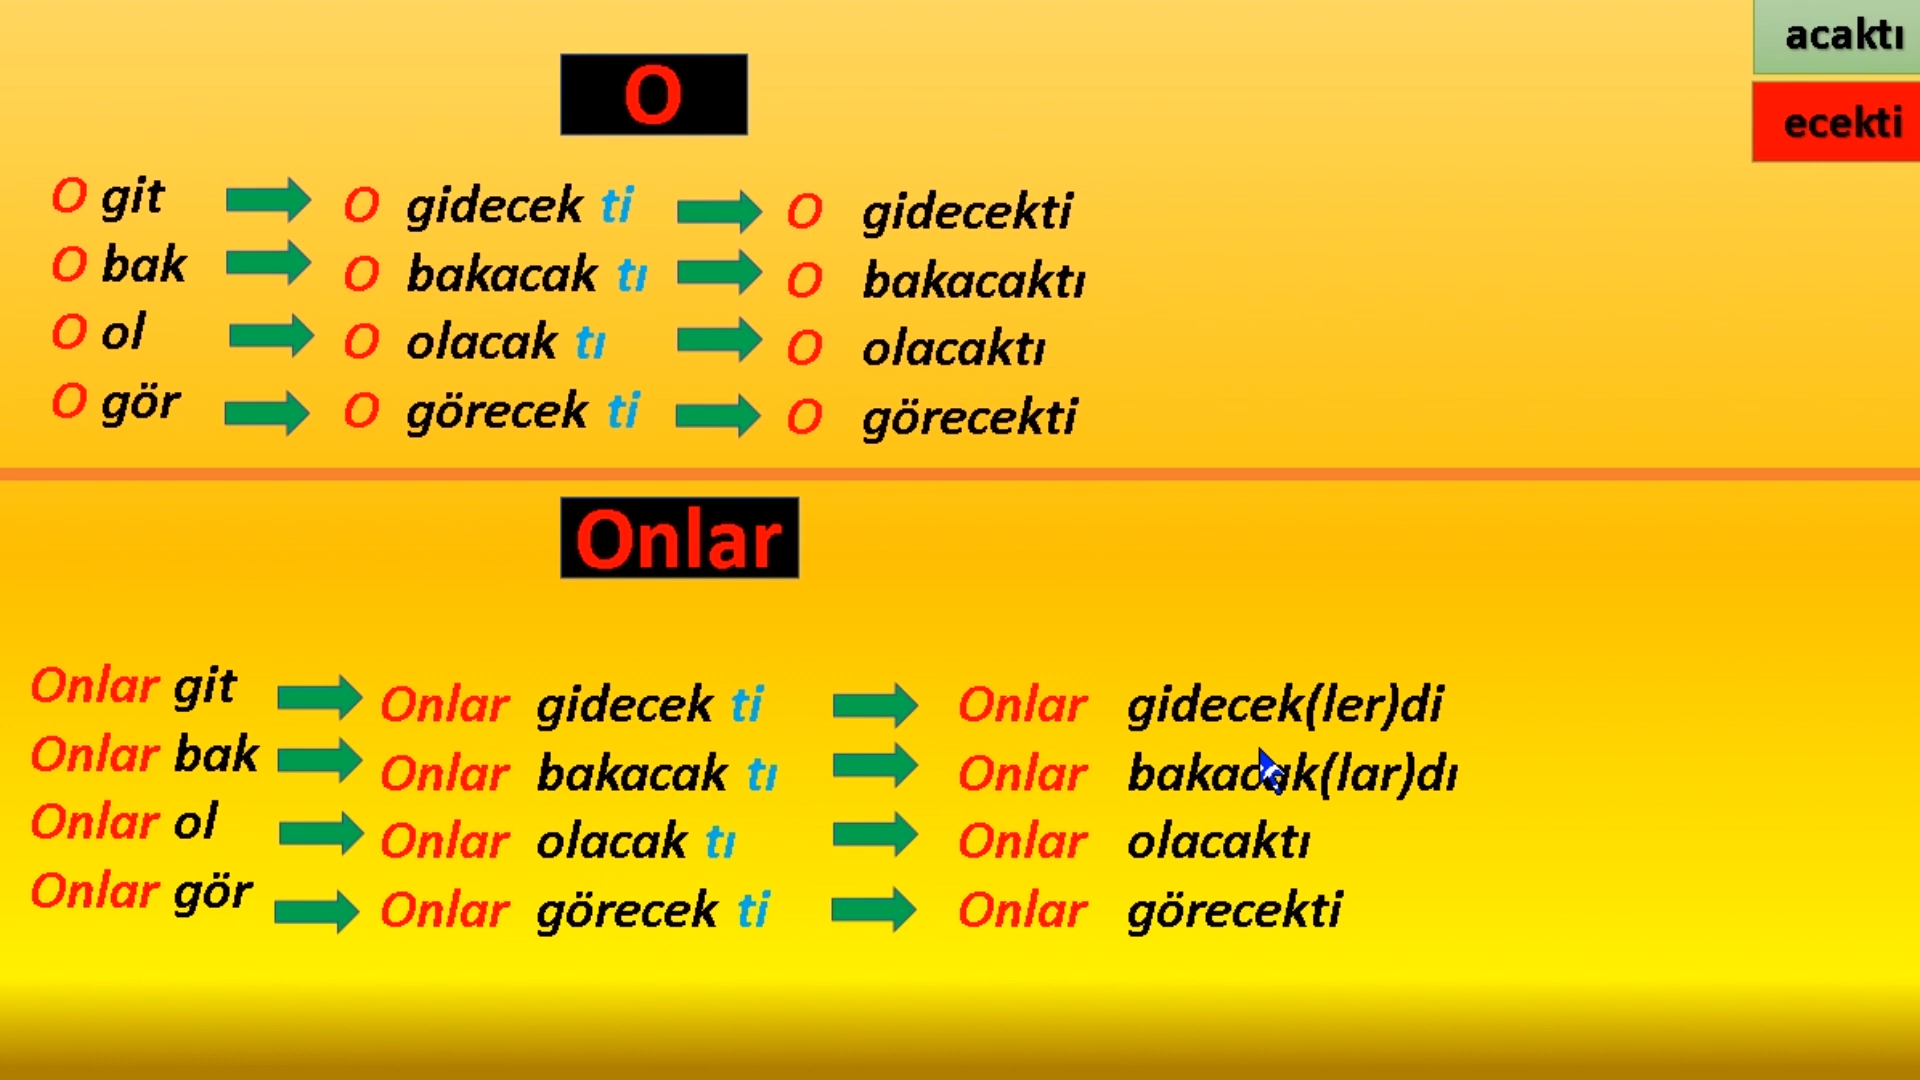 acaktı
O
ecekti
O git O gidecek ti O gidecekti
O bak O bakacak tı O bakacaktı
O ol O olacak tı O olacaktı
O gör O görecek ti O görecekti
Onlar
Onlar git Onlar gidecek ti Onlar gidecek(ler)di
Onlar bak Onlar bakacak tı Onlar bakacak(lar)dı
Onlar ol Onlar olacak tı Onlar olacaktı
Onlar gör Onlar görecek ti Onlar görecekti